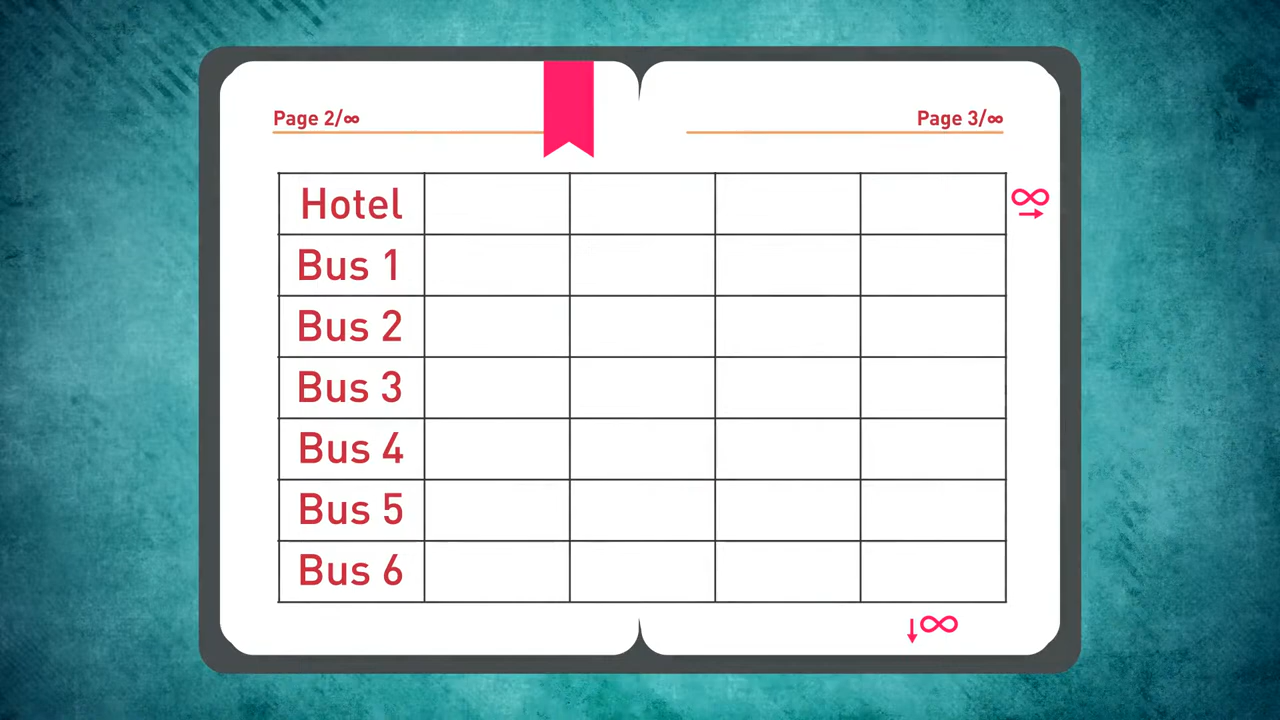 Page 2/∞
Page 3/∞
Hotel
∞
→
Bus 1
Bus 2
Bus 3
Bus 4
Bus 5
Bus 6
↓∞